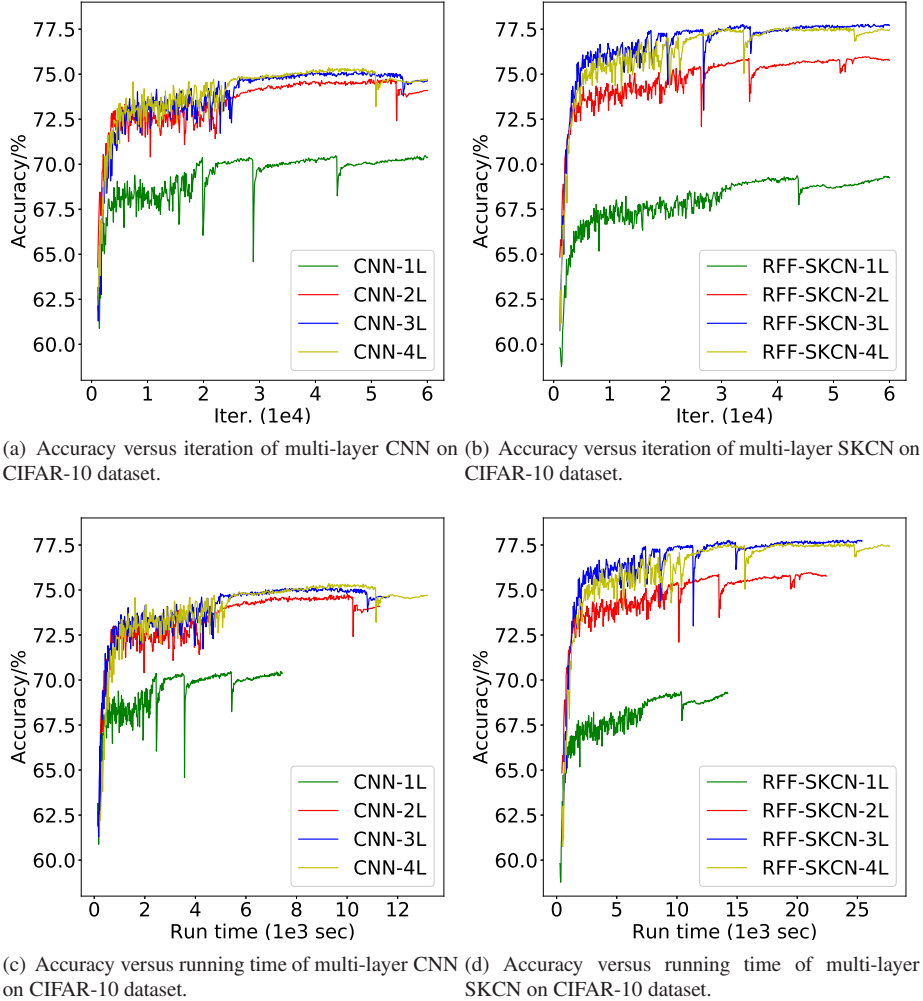 77.5
75.0
72.5
70.0
67.5
65.0
62.5
60.0
Accuracy/%
CNN-1L
CNN-2L
CNN-3L
CNN-4L
0 1 2 3 4 5 6
Iter. (1e4)
77.5
75.0
72.5
70.0
67.5
65.0
62.5
60.0
Accuracy/%
RFF-SKCN-1L
RFF-SKCN-2L
RFF-SKCN-3L
RFF-SKCN-4L
0 1 2 3 4 5 6
Iter. (1e4)
(a) Accuracy versus iteration of multi-layer CNN on
CIFAR-10 dataset.
(b) Accuracy versus iteration of multi-layer SKCN on
CIFAR-10 dataset.
77.5
75.0
72.5
70.0
67.5
65.0
62.5
60.0
Accuracy/%
CNN-1L
CNN-2L
CNN-3L
CNN-4L
0 2 4 6 8 10 12
Run time (1e3 sec)
77.5
75.0
72.5
70.0
67.5
65.0
62.5
60.0
Accuracy/%
RFF-SKCN-1L
RFF-SKCN-2L
RFF-SKCN-3L
RFF-SKCN-4L
0 5 10 15 20 25
Run time (1e3 sec)
(c) Accuracy versus running time of multi-layer CNN
on CIFAR-10 dataset.
(d) Accuracy versus running time of multi-layer
SKCN on CIFAR-10 dataset.